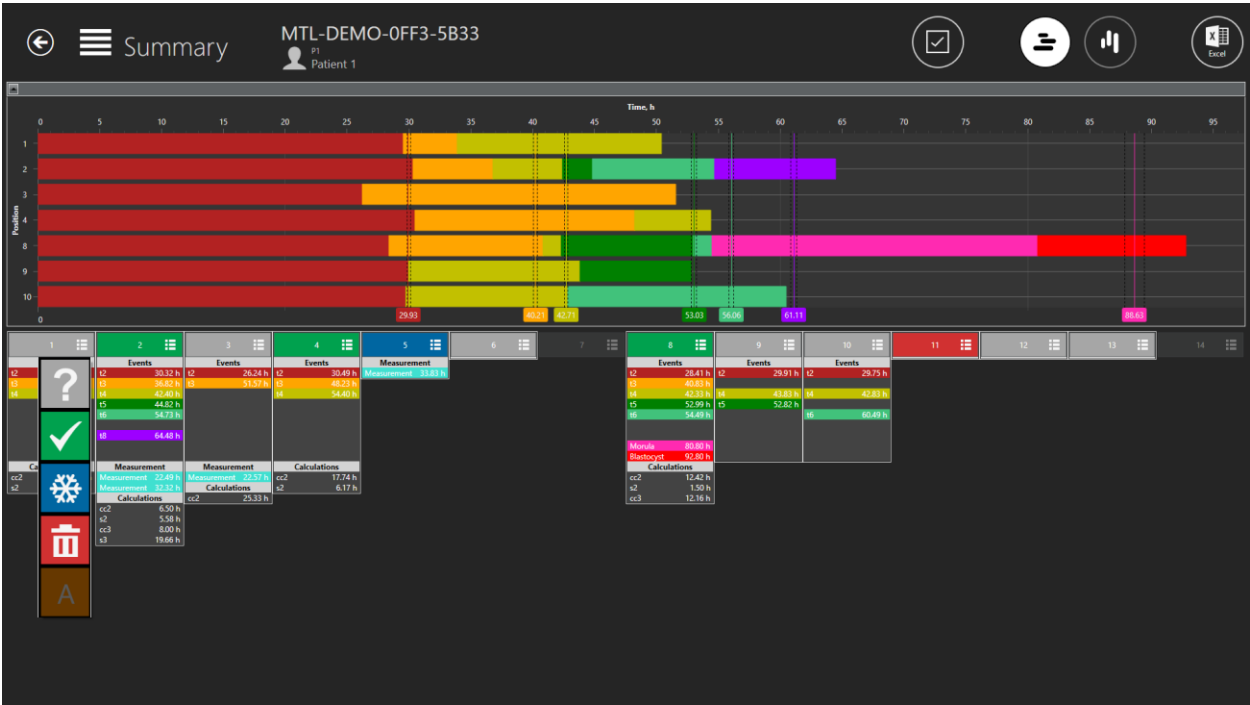 Summary
MTL-DEMO-0FF3-5B33
P1
Patient 1
Excel
Time, h
0 5 10 15 20 25 30 35 40 45 50 55 60 65 70 75 80 85 90 95
Position
1
2
3
4
8
9
10
0
29.93 40.21 42.71 53.03 56.06 61.11 88.63
1 2 3 4 5 6 7 8 9 10 11 12 13 14
t2
t3
t4
Ca
cc2
s2
?
A
Events
t2 30.32 h
t3 36.82 h
t4 42.40 h
t5 44.82 h
t6 54.73 h
t8 64.48 h
Measurement
Measurement 22.49 h
Measurement 32.32 h
Calculations
cc2 6.50 h
s2 5.58 h
cc3 8.00 h
s3 19.66 h
Events
t2 26.24 h
t3 51.57 h
Measurement
Measurement 22.57 h
Calculations
cc2 25.33 h
Events
t2 30.49 h
t3 48.23 h
t4 54.40 h
Calculations
cc2 17.74 h
s2 6.17 h
Measurement
Measurement 33.83 h
Events
t2 28.41 h
t3 40.83 h
t4 42.33 h
t5 52.99 h
t6 54.49 h
Morula 80.80 h
Blastocyst 92.80 h
Calculations
cc2 12.42 h
s2 1.50 h
cc3 12.16 h
Events
t2 29.91 h
t4 43.83 h
t5 52.82 h
Events
t2 29.75 h
t4 42.83 h
t6 60.49 h